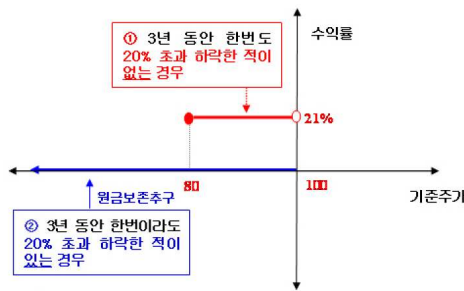 ① 3년 동안 한번도
20% 초과 하락한 적이
없는 경우
수익률
21%
80
100
기준주가
원금보존추구
② 3년 동안 한번이라도
20% 초과 하락한 적이
있는 경우